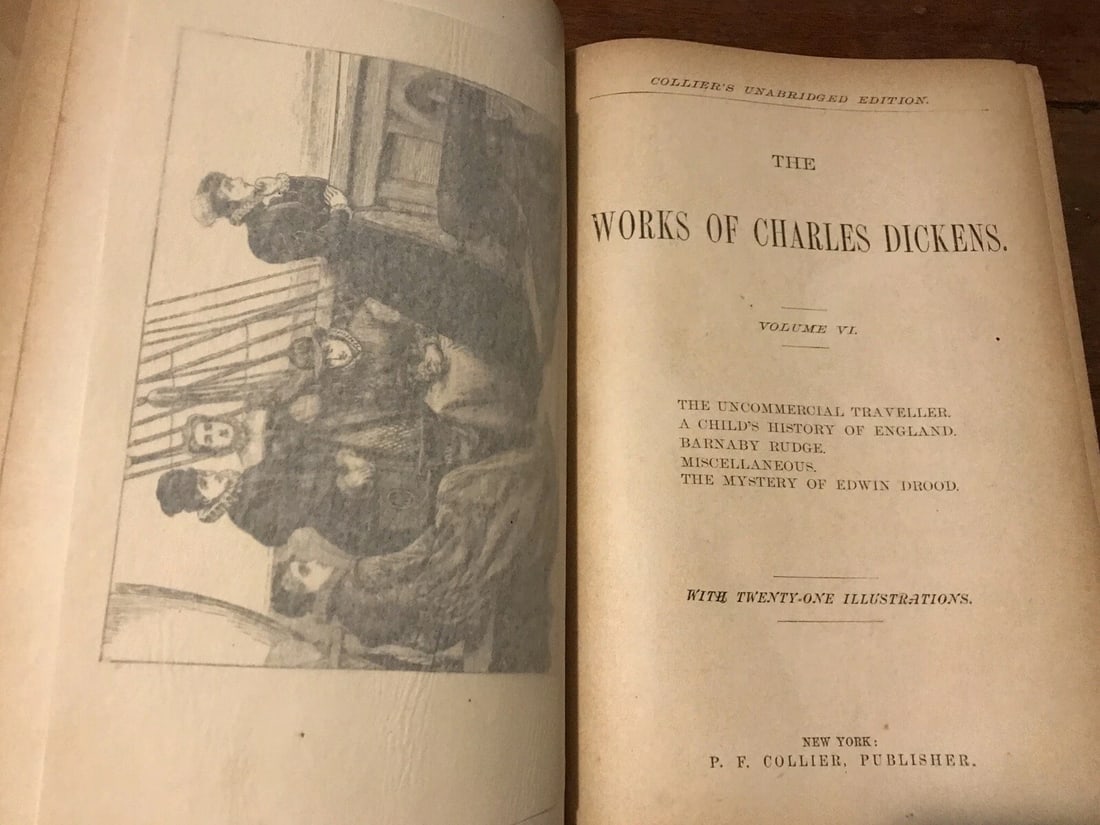 COLLIER'S UNABRIDGED EDITION.
THE
WORKS OF CHARLES DICKENS.
VOLUME VI.
THE UNCOMMERCIAL TRAVELLER.
A CHILD'S HISTORY OF ENGLAND.
BARNABY RUDGE.
MISCELLANEOUS.
THE MYSTERY OF EDWIN DROOD.
WITH TWENTY-ONE ILLUSTRATIONS.
NEW YORK:
P. F. COLLIER, PUBLISHER.